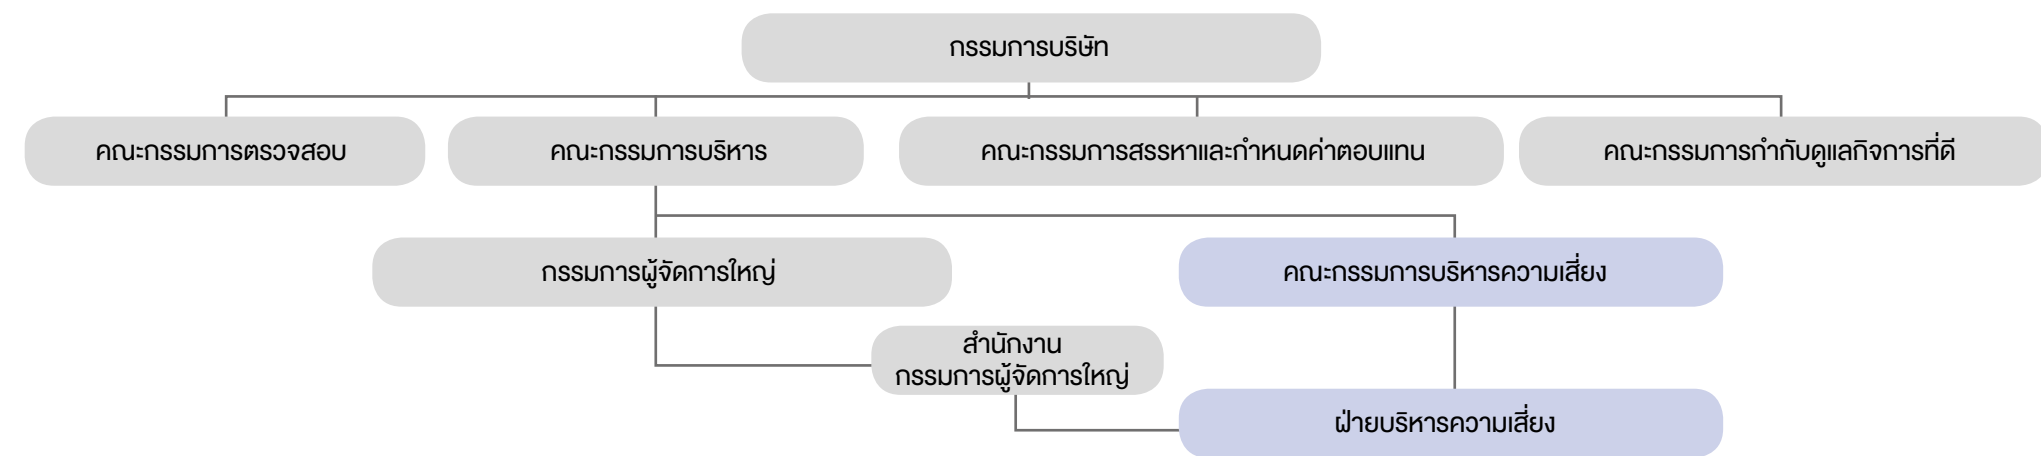 กรรมการบริษัท
คณะกรรมการตรวจสอบ
คณะกรรมการบริหาร
คณะกรรมการสรรหาและกำหนดค่าตอบแทน
คณะกรรมการกำกับดูแลกิจการที่ดี
กรรมการผู้จัดการใหญ่
คณะกรรมการบริหารความเสี่ยง
สำนักงาน
กรรมการผู้จัดการใหญ่
ฝ่ายบริหารความเสี่ยง